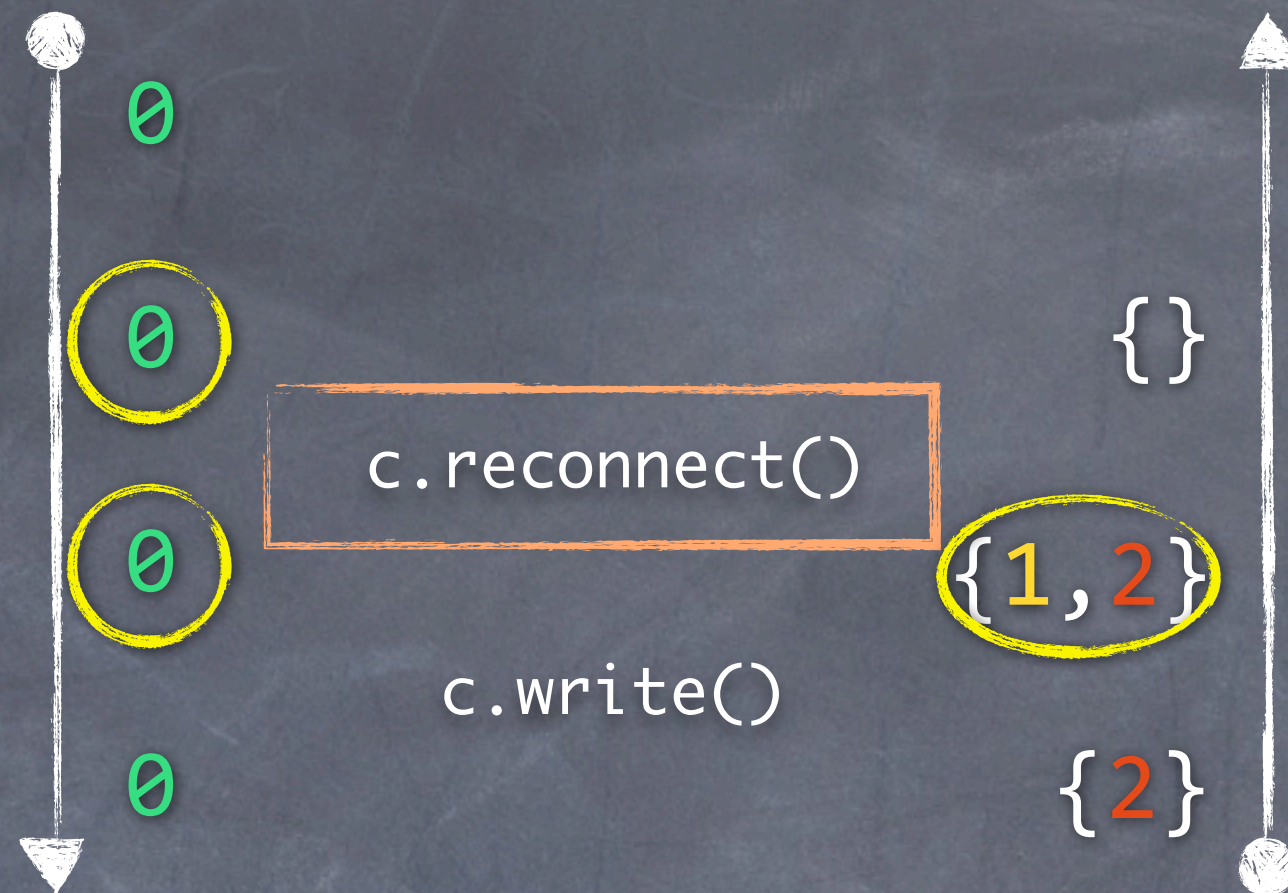 0
0 {}
c.reconnect()
0 {1,2}
c.write()
0 {2}